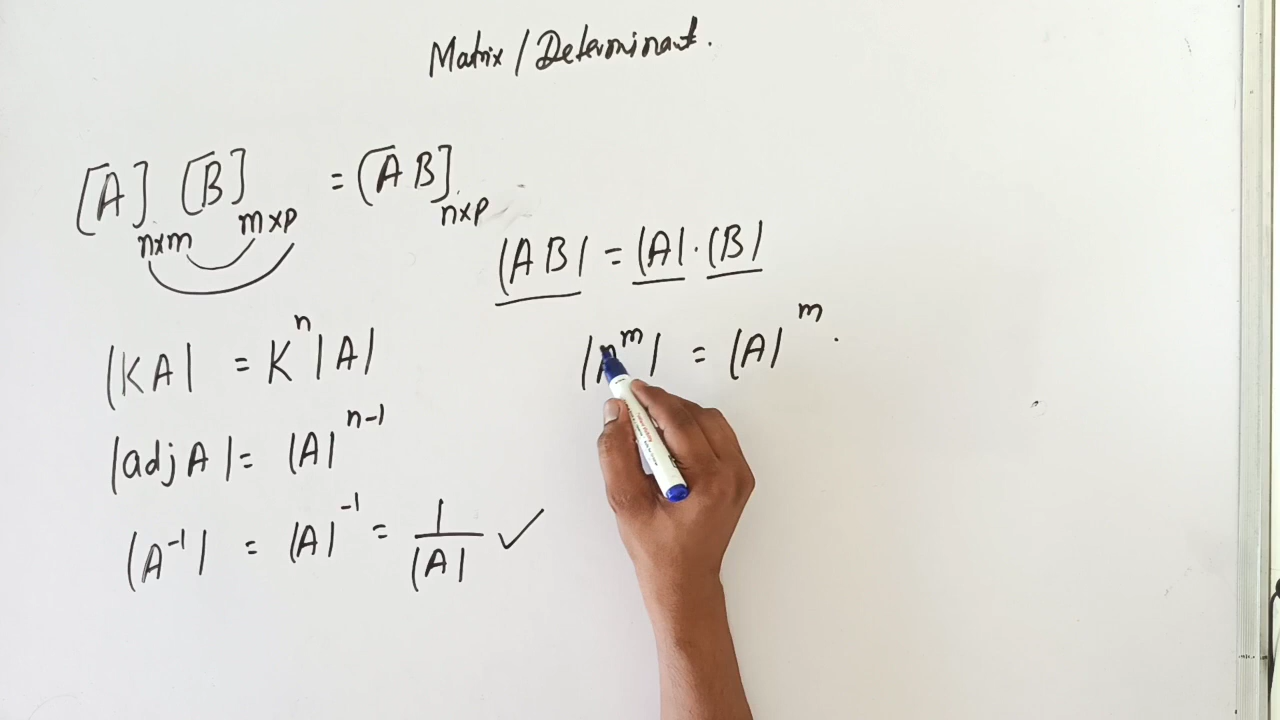 Matrix / Determinant.
[A]n×m [B]m×p = [AB]n×p
|AB| = |A| · |B|
|KA| = K^n |A|
|A^m| = |A|^m
|adj A| = |A|^n-1
|A^-1| = |A|^-1 = 1/|A| ✓